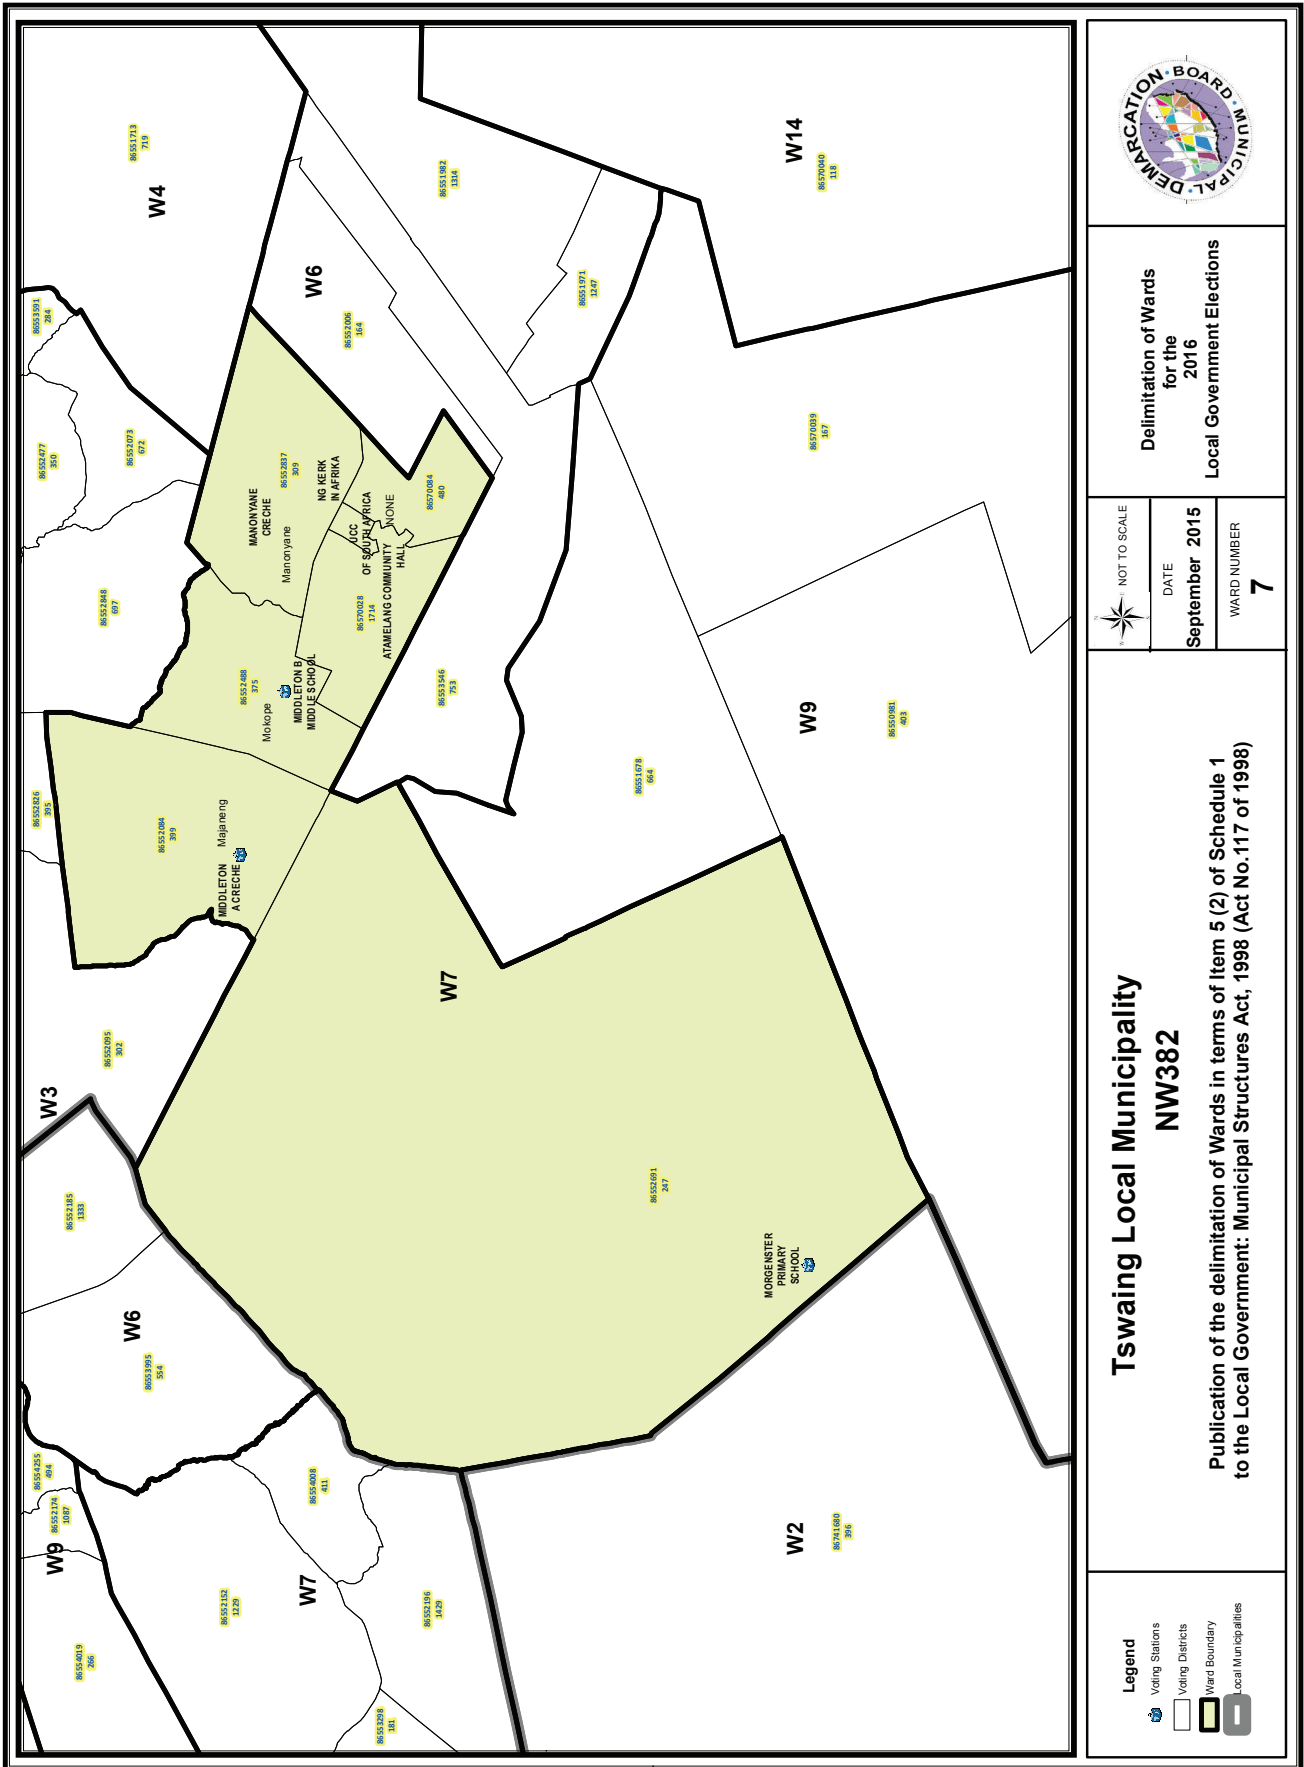 86551713
719
W4
86553591
284
86552477
350
86552073
672
86552848
697
86552826
395
W6
86552006
164
86551982
1314
86551971
1247
W14
86570040
118
86570039
167
MANONYANE
CRECHE
86552837
309
Manonyane
NG KERK
IN AFRIKA
UCC
OF SOUTH AFRICA
NONE
86570084
480
86570028
1714
ATAMELANG COMMUNITY
HALL
86552488
375
Mokope
MIDDLETON B
MIDDLE SCHOOL
86553546
753
86551678
664
W9
86550981
403
86552084
399
MIDDLETON
A CRECHE
Majaneng
W7
86552095
302
W3
86552185
1333
86552691
247
MORGENSTER
PRIMARY
SCHOOL
W6
86553995
554
86554255
494
86552174
1087
W9
86554008
411
86552152
1229
W7
86552196
1429
86554019
266
86553298
181
W2
86741680
396
Legend
Voting Stations
Voting Districts
Ward Boundary
Local Municipalities
Tswaing Local Municipality
NW382
Publication of the delimitation of Wards in terms of Item 5 (2) of Schedule 1
to the Local Government: Municipal Structures Act, 1998 (Act No.117 of 1998)
NOT TO SCALE
DATE
September 2015
WARD NUMBER
7
Delimitation of Wards
for the
2016
Local Government Elections
MUNICIPAL DEMARCATION BOARD